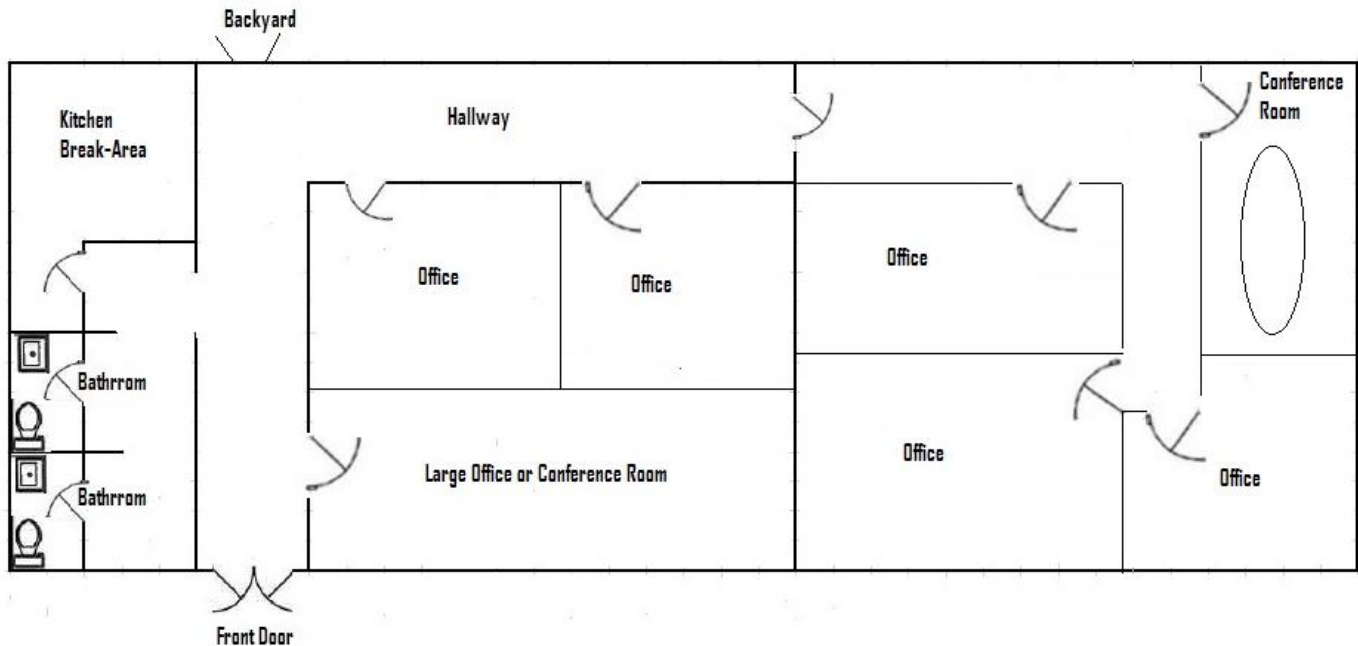 Backyard
Kitchen
Break-Area
Hallway
Conference
Room
Office
Office
Office
Bathrrom
Bathrrom
Large Office or Conference Room
Office
Office
Front Door